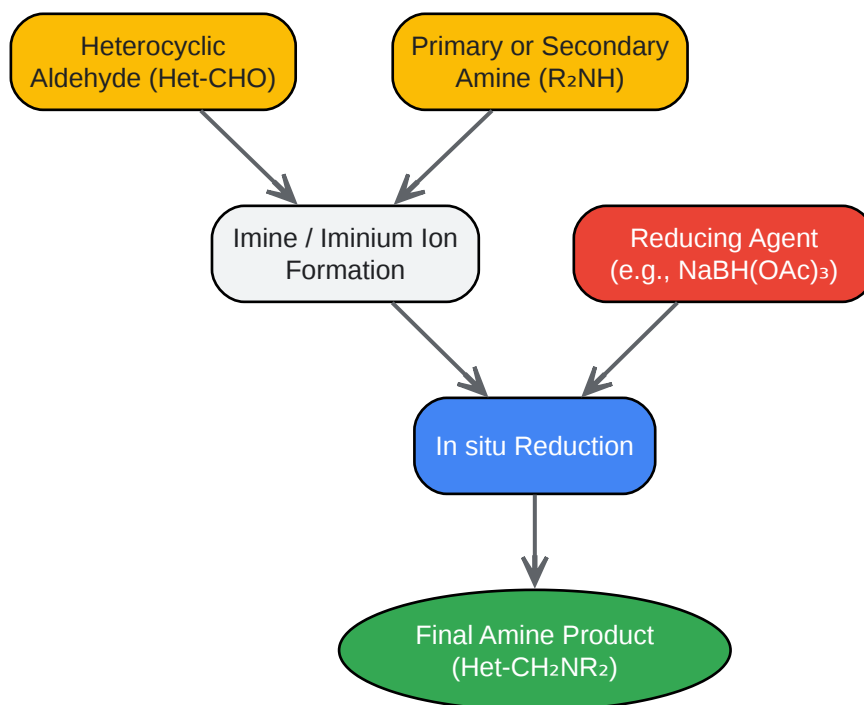 Heterocyclic
Aldehyde (Het-CHO)
Primary or Secondary
Amine (R₂NH)
Imine / Iminium Ion
Formation
Reducing Agent
(e.g., NaBH(OAc)₃)
In situ Reduction
Final Amine Product
(Het-CH₂NR₂)